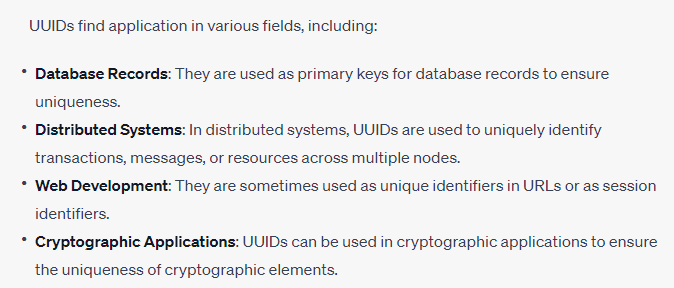 UUIDs find application in various fields, including:
• Database Records: They are used as primary keys for database records to ensure
uniqueness.
• Distributed Systems: In distributed systems, UUIDs are used to uniquely identify
transactions, messages, or resources across multiple nodes.
• Web Development: They are sometimes used as unique identifiers in URLs or as session
identifiers.
• Cryptographic Applications: UUIDs can be used in cryptographic applications to ensure
the uniqueness of cryptographic elements.